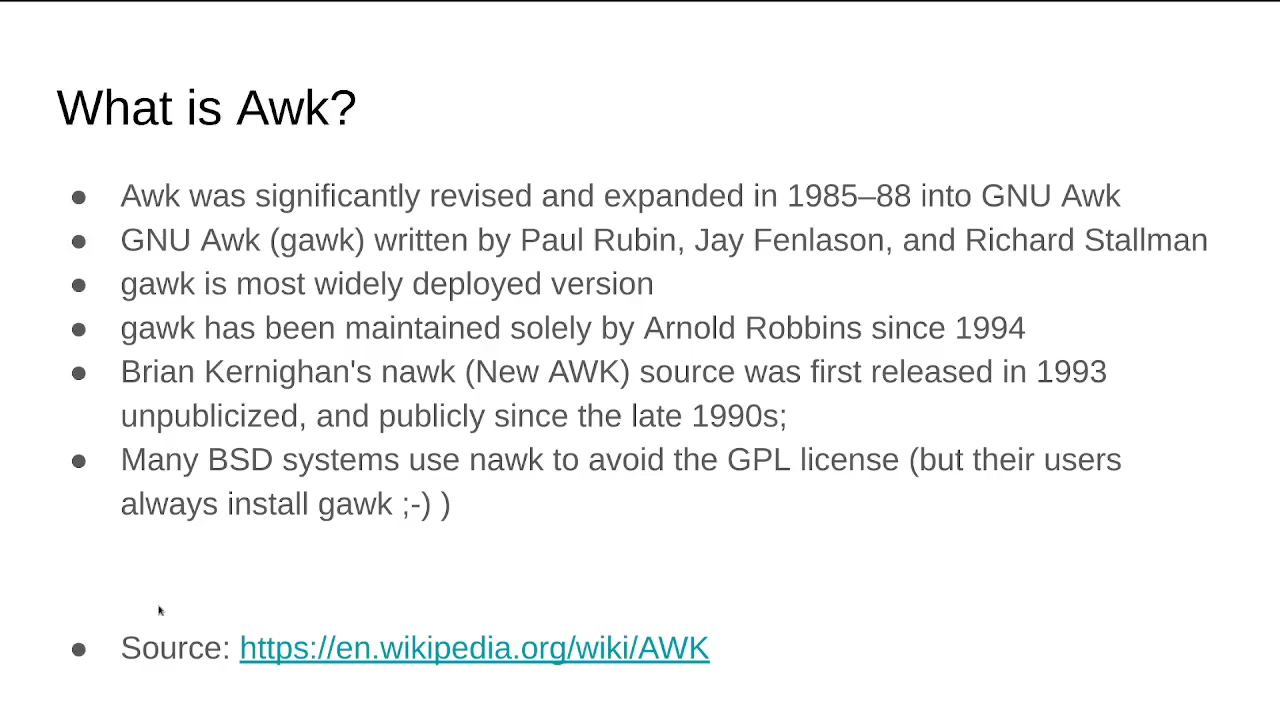 What is Awk?
● Awk was significantly revised and expanded in 1985–88 into GNU Awk
● GNU Awk (gawk) written by Paul Rubin, Jay Fenlason, and Richard Stallman
● gawk is most widely deployed version
● gawk has been maintained solely by Arnold Robbins since 1994
● Brian Kernighan's nawk (New AWK) source was first released in 1993
unpublicized, and publicly since the late 1990s;
● Many BSD systems use nawk to avoid the GPL license (but their users
always install gawk ;-) )
● Source: https://en.wikipedia.org/wiki/AWK